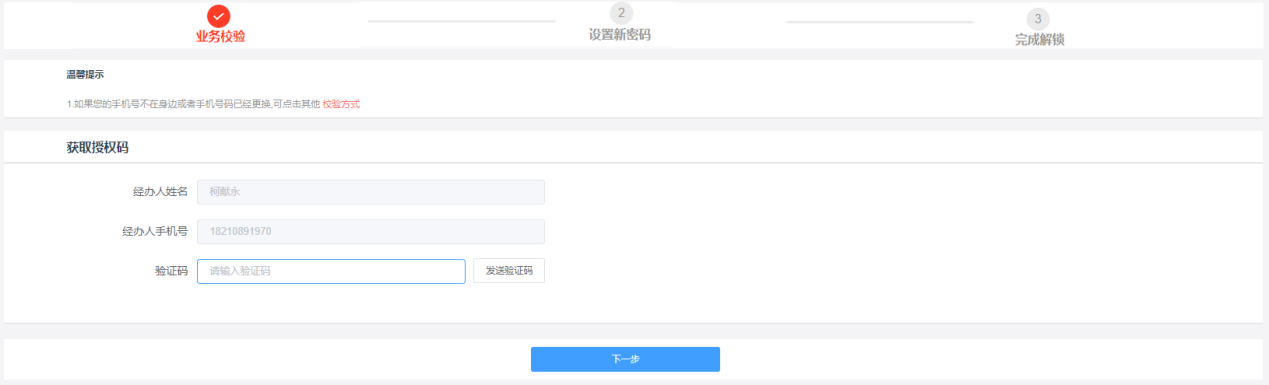 2
3
业务校验
设置新密码
完成解锁
温馨提示
1.如果您的手机号不在身边或者手机号码已经更换,可点击其他 校验方式
获取授权码
经办人姓名 柯献永
经办人手机号 18210891970
验证码 请输入验证码 发送验证码
下一步